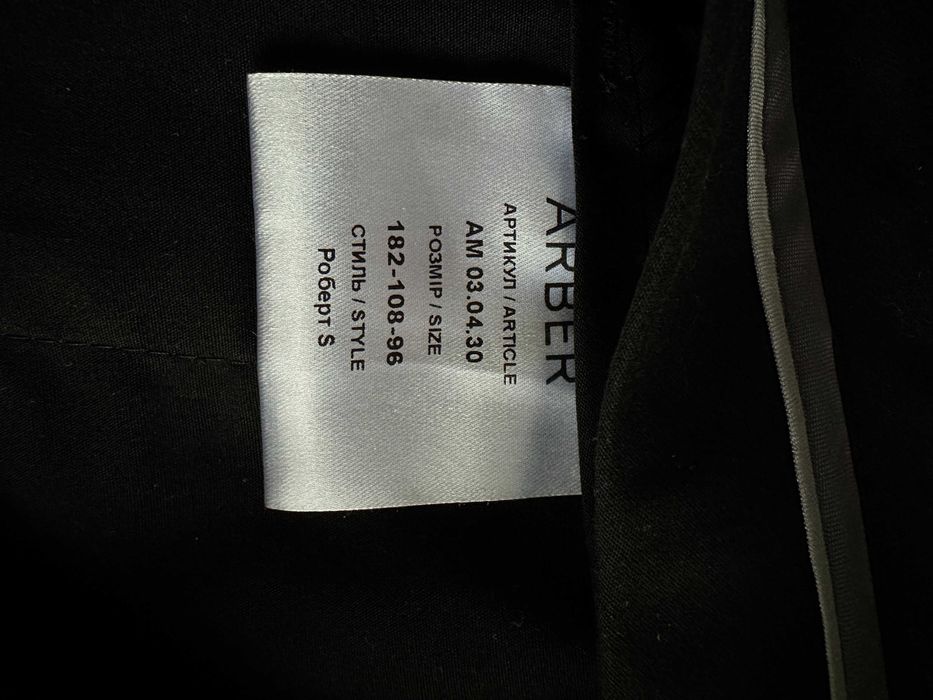 ARBER
АРТИКУЛ / ARTICLE
AM 03.04.30
РОЗМІР / SIZE
182-108-96
СТИЛЬ / STYLE
Роберт S